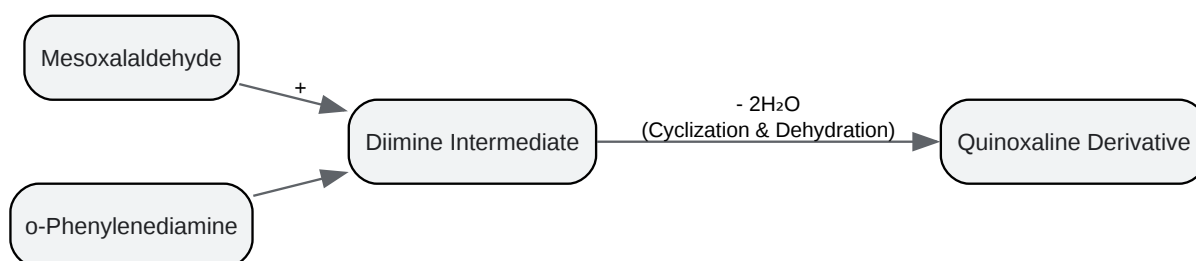 Mesoxalaldehyde
+
o-Phenylenediamine
Diimine Intermediate
- 2H₂O
(Cyclization & Dehydration)
Quinoxaline Derivative